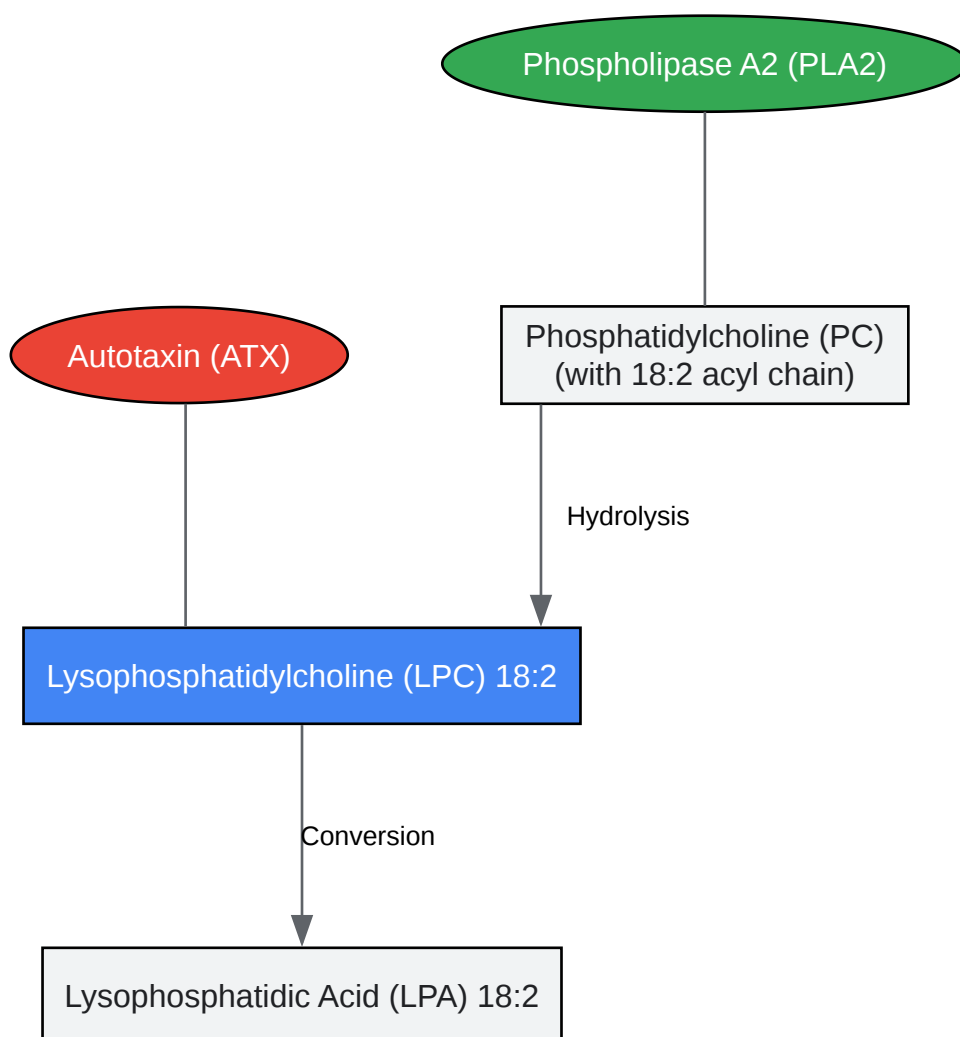 Phospholipase A2 (PLA2)
Autotaxin (ATX)
Phosphatidylcholine (PC)
(with 18:2 acyl chain)
Hydrolysis
Lysophosphatidylcholine (LPC) 18:2
Conversion
Lysophosphatidic Acid (LPA) 18:2